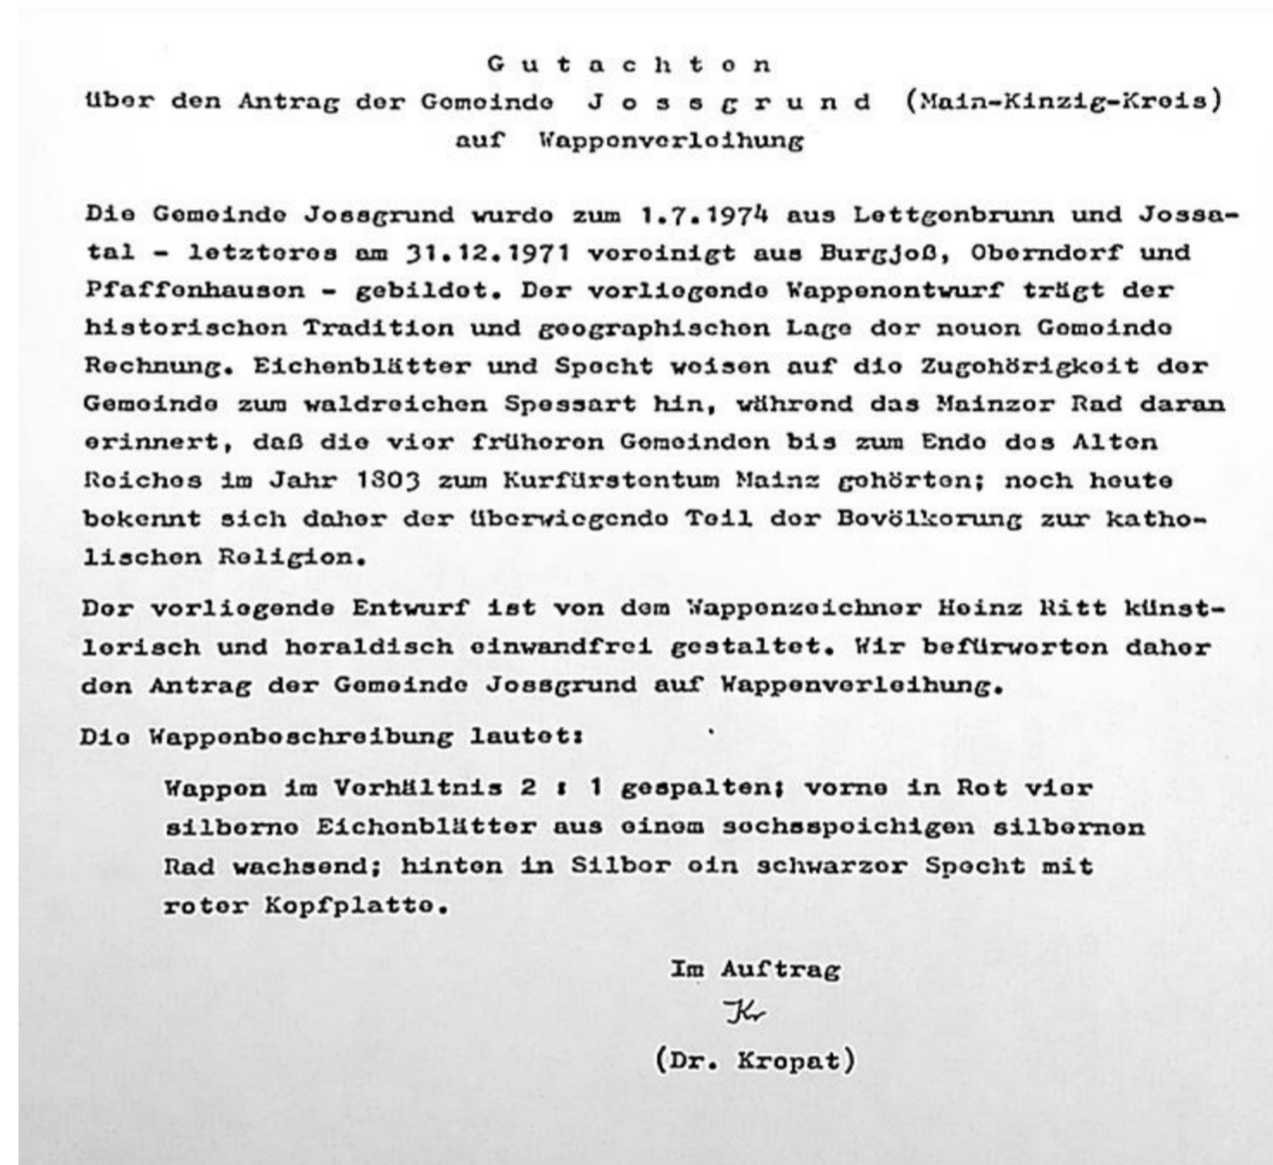 Gutachten
über den Antrag der Gemeinde Jossgrund (Main-Kinzig-Kreis)
auf Wappenverleihung
Die Gemeinde Jossgrund wurde zum 1.7.1974 aus Lettgenbrunn und Jossa-
tal - letzteres am 31.12.1971 vereinigt aus Burgjoß, Oberndorf und
Pfaffenhausen - gebildet. Der vorliegende Wappenentwurf trägt der
historischen Tradition und geographischen Lage der neuen Gemeinde
Rechnung. Eichenblätter und Specht weisen auf die Zugehörigkeit der
Gemeinde zum waldreichen Spessart hin, während das Mainzer Rad daran
erinnert, daß die vier früheren Gemeinden bis zum Ende des Alten
Reiches im Jahr 1803 zum Kurfürstentum Mainz gehörten; noch heute
bekennt sich daher der überwiegende Teil der Bevölkerung zur katho-
lischen Religion.
Der vorliegende Entwurf ist von dem Wappenzeichner Heinz Ritt künst-
lerisch und heraldisch einwandfrei gestaltet. Wir befürworten daher
den Antrag der Gemeinde Jossgrund auf Wappenverleihung.
Die Wappenbeschreibung lautet:
Wappen im Verhältnis 2 : 1 gespalten; vorne in Rot vier
silberne Eichenblätter aus einem sechsspeichigen silbernen
Rad wachsend; hinten in Silber ein schwarzer Specht mit
roter Kopfplatte.
Im Auftrag
Kr
(Dr. Kropat)